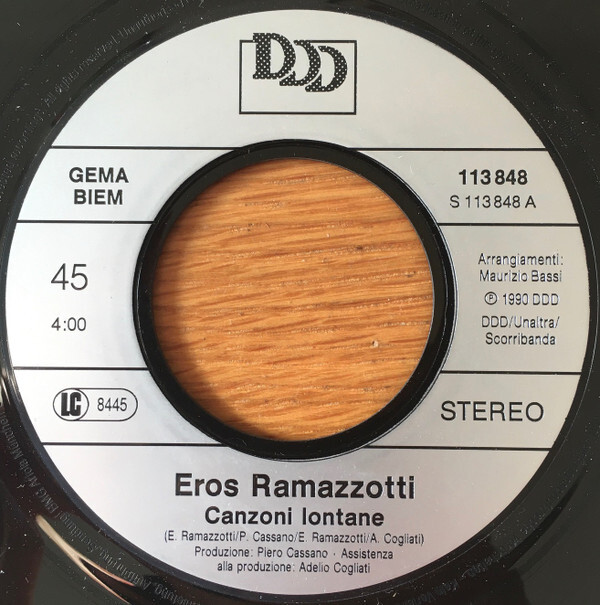 DDD
GEMA
BIEM
113 848
S 113 848 A
45
4:00
Arrangiamenti:
Maurizio Bassi
℗ 1990 DDD
DDD/Unaltra/
Scorribanda
LC 8445
STEREO
Eros Ramazzotti
Canzoni lontane
(E. Ramazzotti/P. Cassano/E. Ramazzotti/A. Cogliati)
Produzione: Piero Cassano · Assistenza
alla produzione: Adelio Cogliati